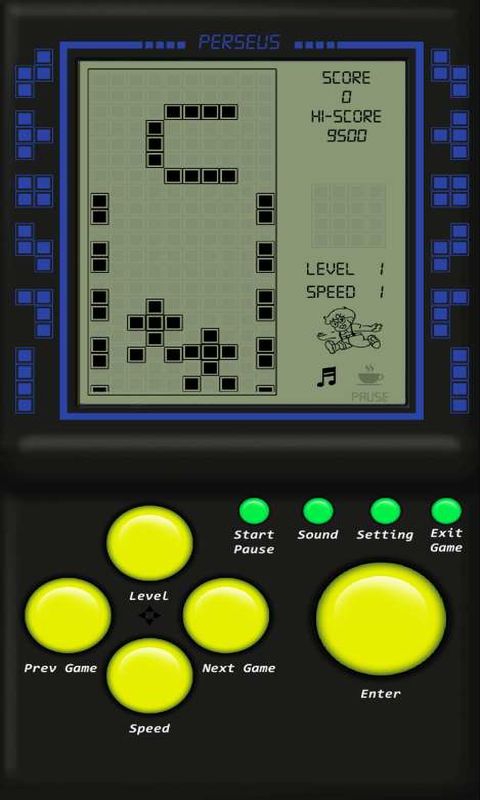 PERSEUS
SCORE
0
HI-SCORE
9500
LEVEL 1
SPEED 1
PAUSE
Start
Pause
Sound
Setting
Exit
Game
Level
Prev Game
Next Game
Enter
Speed